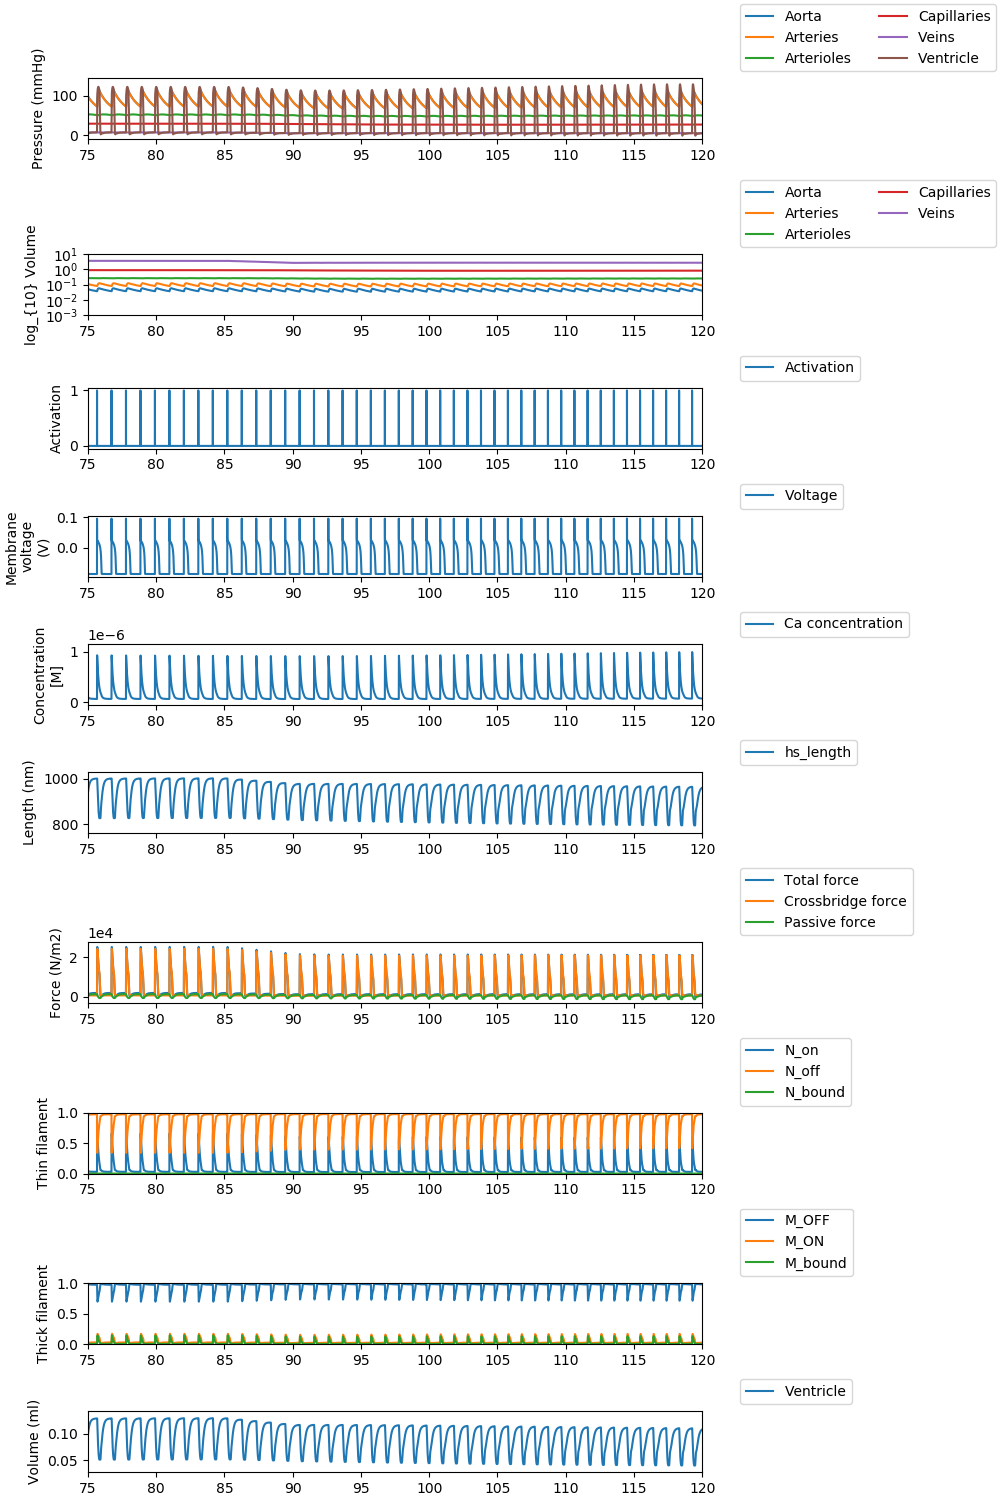 Aorta Capillaries
Arteries Veins
Arterioles Ventricle
Pressure (mmHg)
100
0
75 80 85 90 95 100 105 110 115 120
Aorta Capillaries
Arteries Veins
Arterioles
log_{10} Volume
10¹
10⁰
10⁻¹
10⁻²
10⁻³
75 80 85 90 95 100 105 110 115 120
Activation
Activation
1
0
75 80 85 90 95 100 105 110 115 120
Voltage
Membrane
voltage
(V)
0.1
0.0
75 80 85 90 95 100 105 110 115 120
Ca concentration
1e−6
Concentration
[M]
1
0
75 80 85 90 95 100 105 110 115 120
hs_length
Length (nm)
1000
800
75 80 85 90 95 100 105 110 115 120
Total force
Crossbridge force
Passive force
1e4
Force (N/m2)
2
0
75 80 85 90 95 100 105 110 115 120
N_on
N_off
N_bound
Thin filament
1.0
0.5
0.0
75 80 85 90 95 100 105 110 115 120
M_OFF
M_ON
M_bound
Thick filament
1.0
0.5
0.0
75 80 85 90 95 100 105 110 115 120
Ventricle
Volume (ml)
0.10
0.05
75 80 85 90 95 100 105 110 115 120